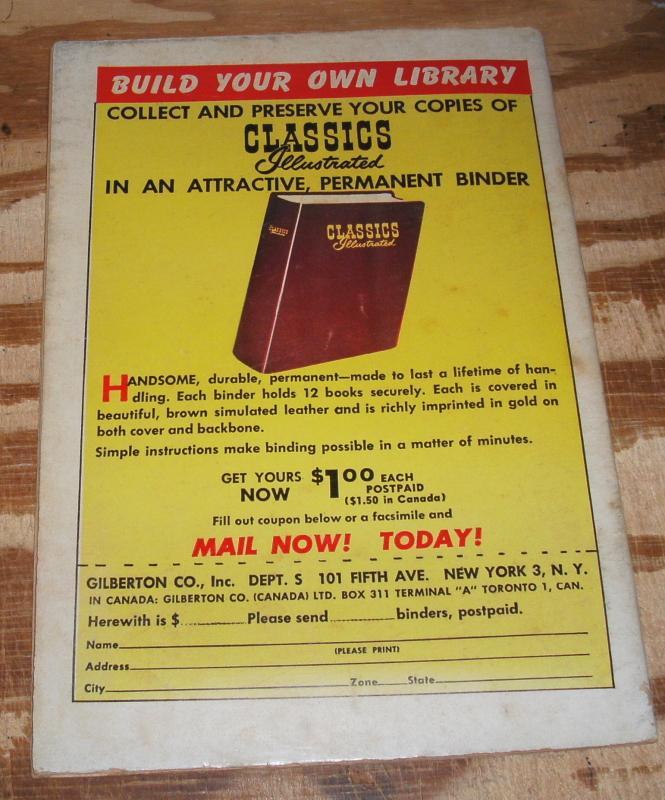 BUILD YOUR OWN LIBRARY
COLLECT AND PRESERVE YOUR COPIES OF
CLASSICS
Illustrated
IN AN ATTRACTIVE, PERMANENT BINDER
CLASSICS
Illustrated
CLASSICS
Illustrated
HANDSOME, durable, permanent—made to last a lifetime of han-
dling. Each binder holds 12 books securely. Each is covered in
beautiful, brown simulated leather and is richly imprinted in gold on
both cover and backbone.
Simple instructions make binding possible in a matter of minutes.
GET YOURS NOW $1.00 EACH POSTPAID
($1.50 in Canada)
Fill out coupon below or a facsimile and
MAIL NOW! TODAY!
GILBERTON CO., Inc. DEPT. S 101 FIFTH AVE. NEW YORK 3, N. Y.
IN CANADA: GILBERTON CO. (CANADA) LTD. BOX 311 TERMINAL "A" TORONTO 1, CAN.
Herewith is $ Please send binders, postpaid.
Name
(PLEASE PRINT)
Address
City Zone State